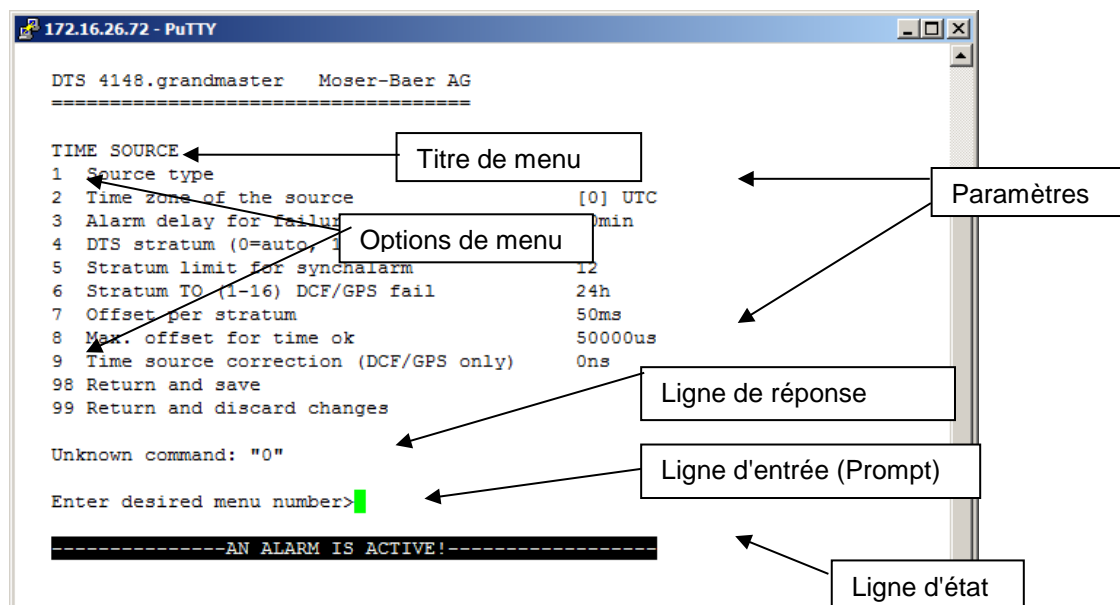 172.16.26.72 - PuTTY
DTS 4148.grandmaster Moser-Baer AG
===================================
TIME SOURCE
Titre de menu
1 Source type
Paramètres
2 Time zone of the source [0] UTC
3 Alarm delay for failur min
Options de menu
4 DTS stratum (0=auto,
5 Stratum limit for synchalarm 12
6 Stratum TO (1-16) DCF/GPS fail 24h
7 Offset per stratum 50ms
8 Max. offset for time ok 50000us
9 Time source correction (DCF/GPS only) 0ns
98 Return and save
Ligne de réponse
99 Return and discard changes
Unknown command: "0"
Ligne d'entrée (Prompt)
Enter desired menu number>
---------------AN ALARM IS ACTIVE!------------------
Ligne d'état